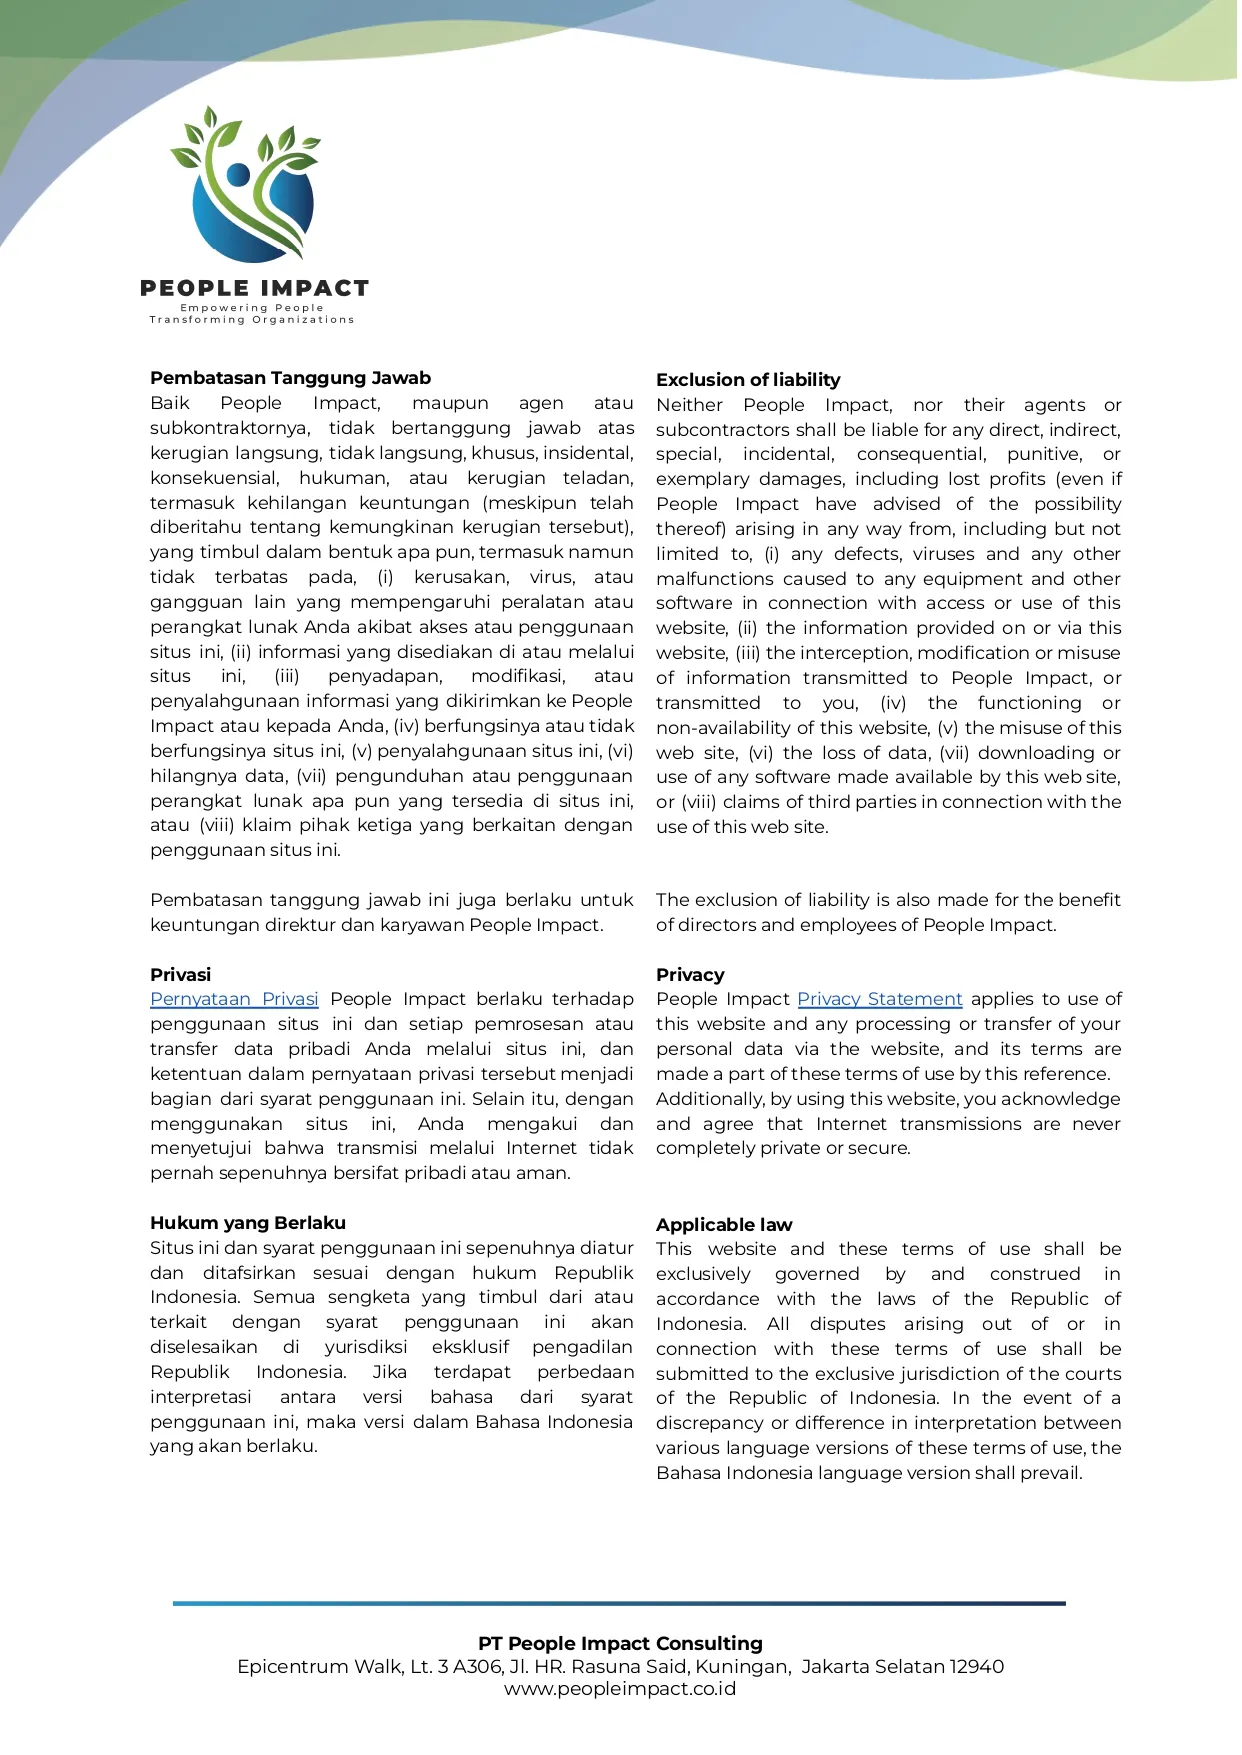 PEOPLE IMPACT
Empowering People
Transforming Organizations
Pembatasan Tanggung Jawab
Baik People Impact, maupun agen atau
subkontraktornya, tidak bertanggung jawab atas
kerugian langsung, tidak langsung, khusus, insidental,
konsekuensial, hukuman, atau kerugian teladan,
termasuk kehilangan keuntungan (meskipun telah
diberitahu tentang kemungkinan kerugian tersebut),
yang timbul dalam bentuk apa pun, termasuk namun
tidak terbatas pada, (i) kerusakan, virus, atau
gangguan lain yang mempengaruhi peralatan atau
perangkat lunak Anda akibat akses atau penggunaan
situs ini, (ii) informasi yang disediakan di atau melalui
situs ini, (iii) penyadapan, modifikasi, atau
penyalahgunaan informasi yang dikirimkan ke People
Impact atau kepada Anda, (iv) berfungsinya atau tidak
berfungsinya situs ini, (v) penyalahgunaan situs ini, (vi)
hilangnya data, (vii) pengunduhan atau penggunaan
perangkat lunak apa pun yang tersedia di situs ini,
atau (viii) klaim pihak ketiga yang berkaitan dengan
penggunaan situs ini.
Pembatasan tanggung jawab ini juga berlaku untuk
keuntungan direktur dan karyawan People Impact.
Privasi
Pernyataan Privasi People Impact berlaku terhadap
penggunaan situs ini dan setiap pemrosesan atau
transfer data pribadi Anda melalui situs ini, dan
ketentuan dalam pernyataan privasi tersebut menjadi
bagian dari syarat penggunaan ini. Selain itu, dengan
menggunakan situs ini, Anda mengakui dan
menyetujui bahwa transmisi melalui Internet tidak
pernah sepenuhnya bersifat pribadi atau aman.
Hukum yang Berlaku
Situs ini dan syarat penggunaan ini sepenuhnya diatur
dan ditafsirkan sesuai dengan hukum Republik
Indonesia. Semua sengketa yang timbul dari atau
terkait dengan syarat penggunaan ini akan
diselesaikan di yurisdiksi eksklusif pengadilan
Republik Indonesia. Jika terdapat perbedaan
interpretasi antara versi bahasa dari syarat
penggunaan ini, maka versi dalam Bahasa Indonesia
yang akan berlaku.
Exclusion of liability
Neither People Impact, nor their agents or
subcontractors shall be liable for any direct, indirect,
special, incidental, consequential, punitive, or
exemplary damages, including lost profits (even if
People Impact have advised of the possibility
thereof) arising in any way from, including but not
limited to, (i) any defects, viruses and any other
malfunctions caused to any equipment and other
software in connection with access or use of this
website, (ii) the information provided on or via this
website, (iii) the interception, modification or misuse
of information transmitted to People Impact, or
transmitted to you, (iv) the functioning or
non-availability of this website, (v) the misuse of this
web site, (vi) the loss of data, (vii) downloading or
use of any software made available by this web site,
or (viii) claims of third parties in connection with the
use of this web site.
The exclusion of liability is also made for the benefit
of directors and employees of People Impact.
Privacy
People Impact Privacy Statement applies to use of
this website and any processing or transfer of your
personal data via the website, and its terms are
made a part of these terms of use by this reference.
Additionally, by using this website, you acknowledge
and agree that Internet transmissions are never
completely private or secure.
Applicable law
This website and these terms of use shall be
exclusively governed by and construed in
accordance with the laws of the Republic of
Indonesia. All disputes arising out of or in
connection with these terms of use shall be
submitted to the exclusive jurisdiction of the courts
of the Republic of Indonesia. In the event of a
discrepancy or difference in interpretation between
various language versions of these terms of use, the
Bahasa Indonesia language version shall prevail.
PT People Impact Consulting
Epicentrum Walk, Lt. 3 A306, Jl. HR. Rasuna Said, Kuningan, Jakarta Selatan 12940
www.peopleimpact.co.id